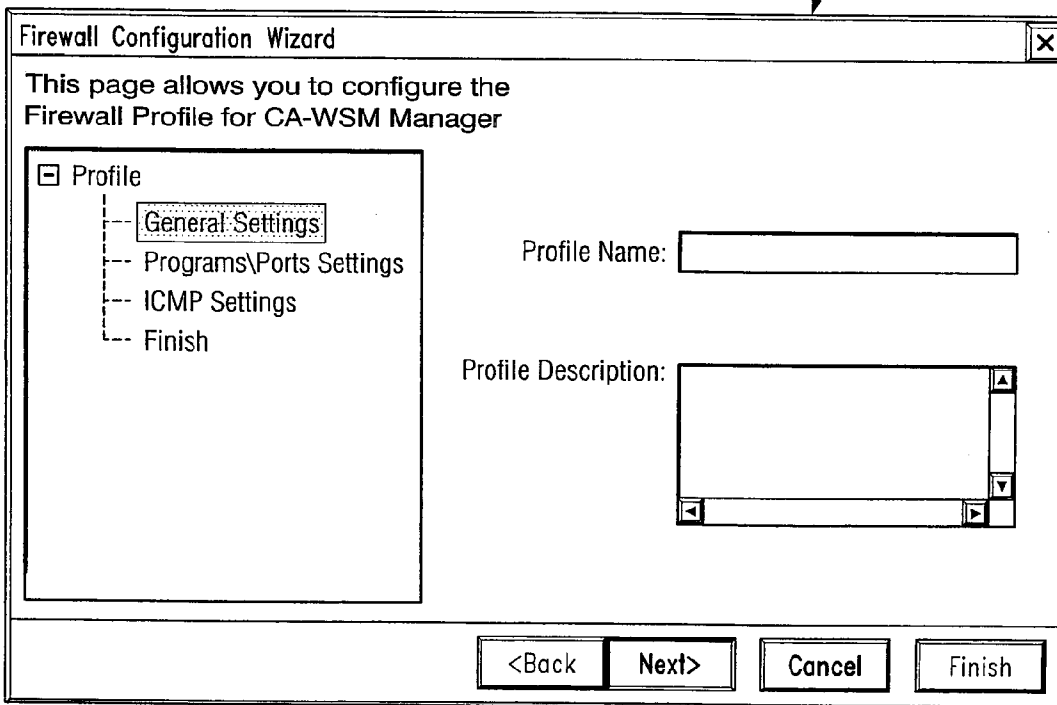 Firewall Configuration Wizard
This page allows you to configure the
Firewall Profile for CA-WSM Manager
Profile
General Settings
Programs\Ports Settings
ICMP Settings
Finish
Profile Name:
Profile Description:
<Back
Next>
Cancel
Finish